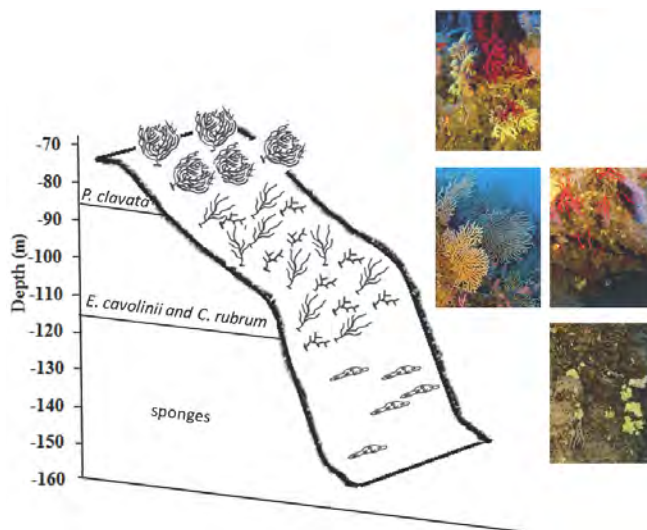 -70
-80
P. clavata
-90
-100
Depth (m)
-110
E. cavolinii and C. rubrum
-120
-130
-140
sponges
-150
-160